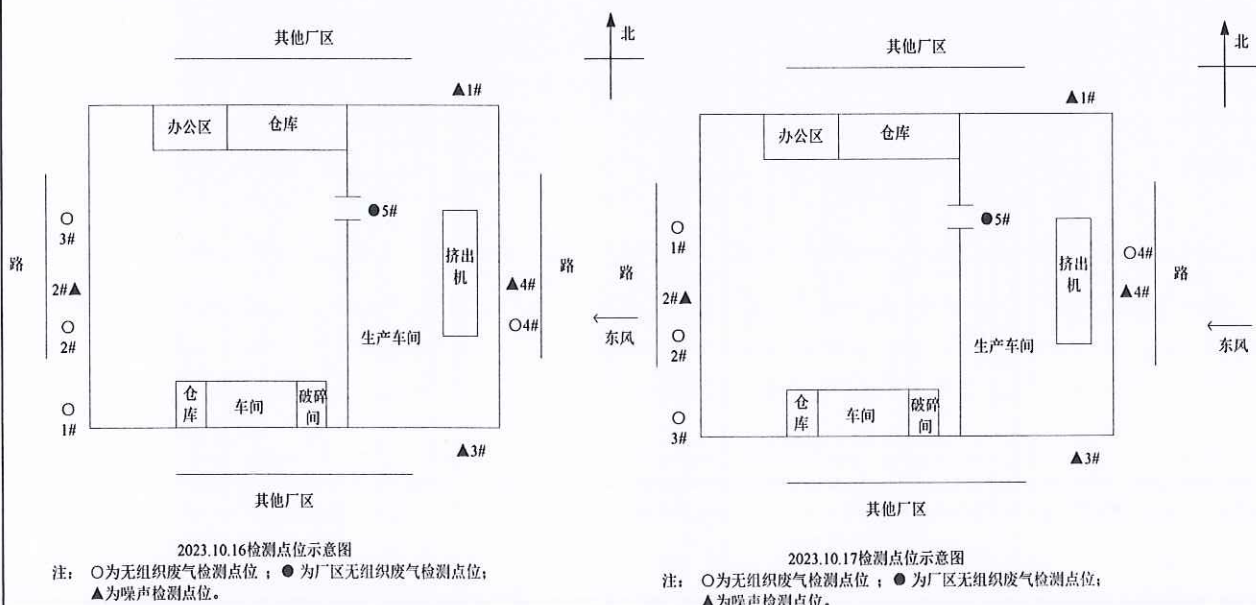 其他厂区
北
▲1#
办公区
仓库
●5#
○
3#
挤出
机
路
2#▲
▲4#
路
○
2#
○4#
东风
生产车间
仓
库
车间
破碎
间
○
1#
▲3#
其他厂区
2023.10.16检测点位示意图
注： ○为无组织废气检测点位 ；● 为厂区无组织废气检测点位；
▲为噪声检测点位。
其他厂区
北
▲1#
办公区
仓库
●5#
○
1#
挤出
机
○4#
路
2#▲
▲4#
路
○
2#
东风
生产车间
仓
库
车间
破碎
间
○
3#
▲3#
其他厂区
2023.10.17检测点位示意图
注： ○为无组织废气检测点位 ；● 为厂区无组织废气检测点位；
▲为噪声检测点位。